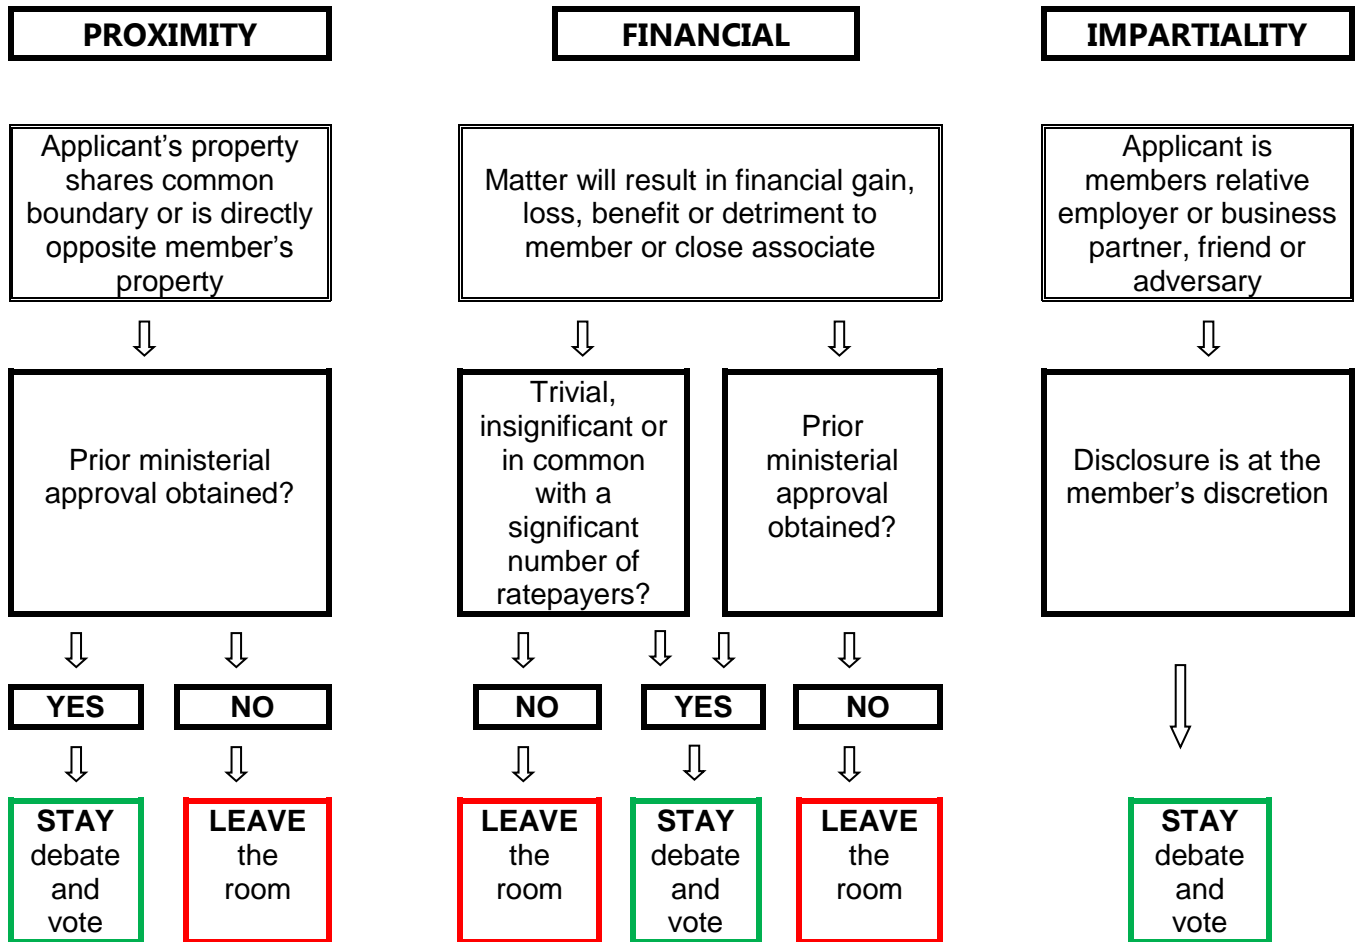 PROXIMITY
FINANCIAL
IMPARTIALITY
Applicant’s property
shares common
boundary or is directly
opposite member’s
property
Matter will result in financial gain,
loss, benefit or detriment to
member or close associate
Applicant is
members relative
employer or business
partner, friend or
adversary
Prior ministerial
approval obtained?
Trivial,
insignificant or
in common
with a
significant
number of
ratepayers?
Prior
ministerial
approval
obtained?
Disclosure is at the
member’s discretion
YES
NO
NO
YES
NO
STAY
debate
and
vote
LEAVE
the
room
LEAVE
the
room
STAY
debate
and
vote
LEAVE
the
room
STAY
debate
and
vote